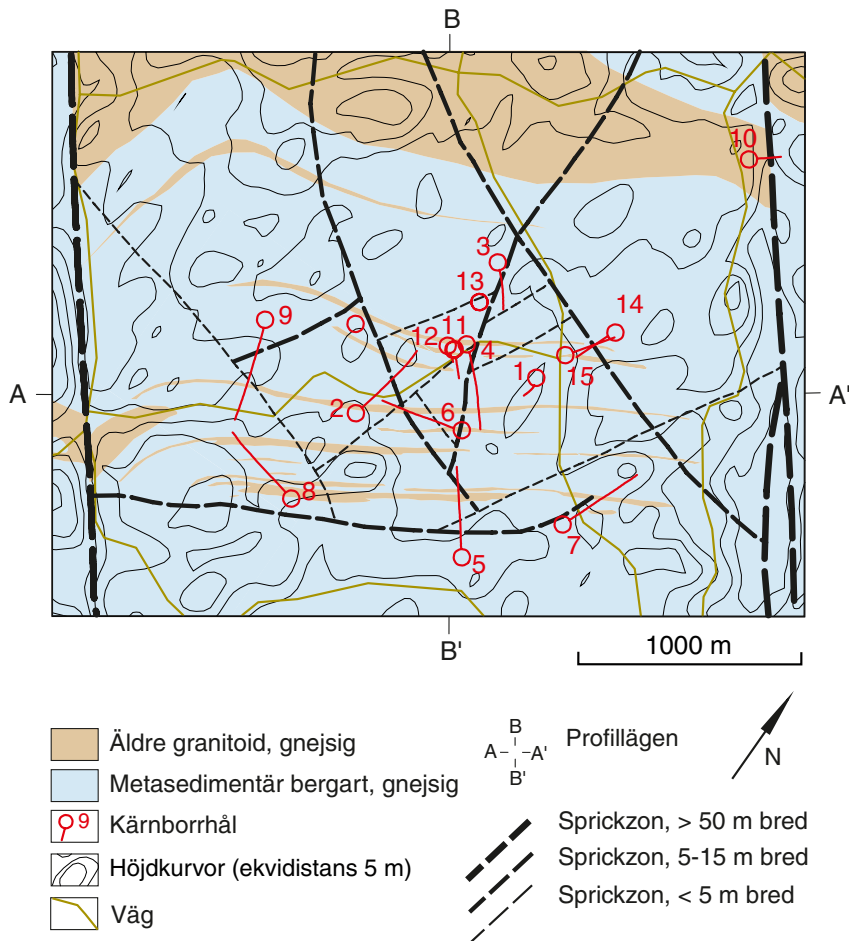 B
10
3
13
14
9
12
11
4
15
1
A
A'
2
6
8
7
5
B'
1000 m
N
Äldre granitoid, gnejsig
Metasedimentär bergart, gnejsig
9 Kärnborrhål
Höjdkurvor (ekvidistans 5 m)
Väg
B
A A'
B'
Profillägen
Sprickzon, > 50 m bred
Sprickzon, 5-15 m bred
Sprickzon, < 5 m bred